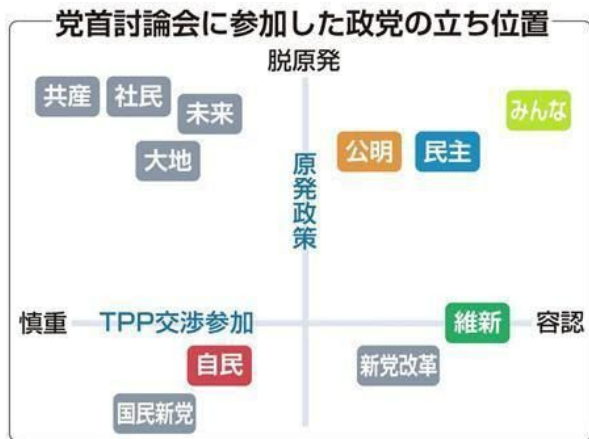 党首討論会に参加した政党の立ち位置
脱原発
共産
社民
未来
みんな
大地
公明
民主
原発政策
慎重
TPP交渉参加
維新
容認
自民
新党改革
国民新党